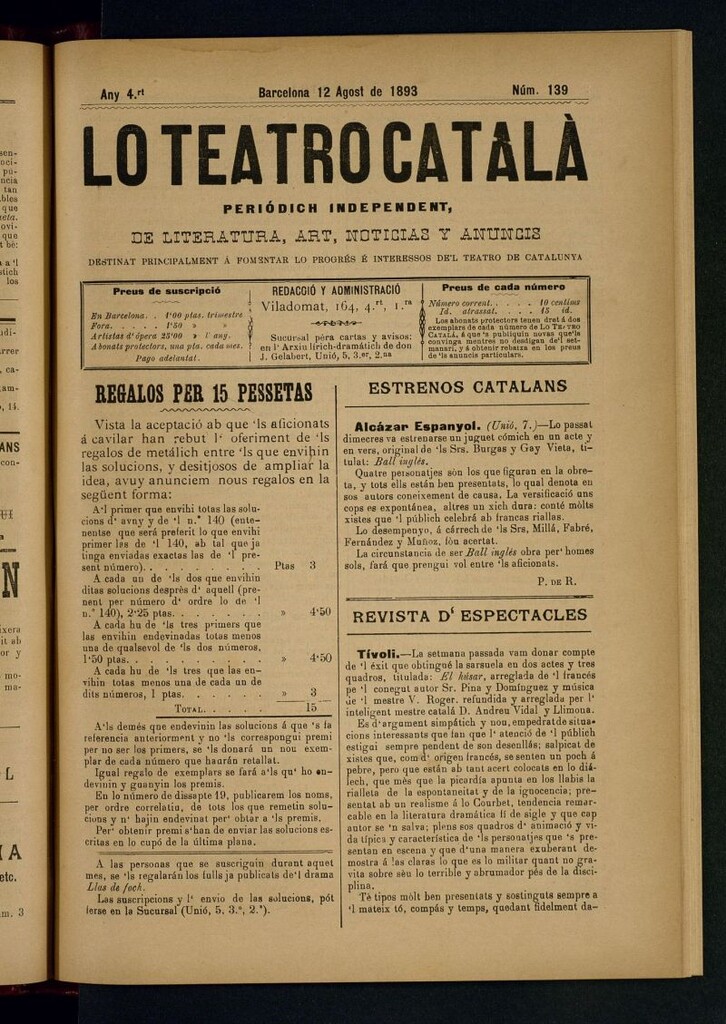 Any 4.rt
Barcelona 12 Agost de 1893
Núm. 139
LO TEATRO CATALÀ
PERIÓDICH INDEPENDENT,
DE LITERATURA, ART, NOTICIAS Y ANUNCIS
DESTINAT PRINCIPALMENT Á FOMENTAR LO PROGRÉS É INTERESSOS DE'L TEATRO DE CATALUNYA
Preus de suscripció
En Barcelona. . 1'00 ptas. trimestre
Fora. . . . . 1'50 » »
Artistas d'ópera 25'00 » l' any.
Abonats protectors, una pta. cada mes.
Pago adelantat.
REDACCIÓ Y ADMINISTRACIÓ
Viladomat, 164, 4.rt, 1.ra
Sucursal pera cartas y avisos:
en l'Arxiu lírich-dramátich de don
J. Gelabert, Unió, 5, 3.er, 2.na
Preus de cada número
Número corrent. . . . . 10 céntims
Id. atrassat. . . . . 15 id.
Los abonats protectors tenen dret á dos
exemplars de cada número de LO TEATRO
CATALÁ, á que 's publiquin novas que'ls
convinga mentres no desdigan de'l set-
manari, y á obtenir rebaixa en los preus
de 'ls anuncis particulars.
REGALOS PER 15 PESSETAS
Vista la aceptació ab que 'ls aficionats
á cavilar han rebut l' oferiment de 'ls
regalos de metálich entre 'ls que envihin
las solucions, y desitjosos de ampliar la
idea, avuy anunciem nous regalos en la
següent forma:
A'l primer que envihi totas las solu-
cions d' avny y de 'l n.º 140 (ente-
nentse que será preferit lo que envihi
primer las de 'l 140, ab tal que ja
tinga enviadas exactas las de 'l pre-
sent número). . . . . . . . Ptas 3
A cada un de 'ls dos que envihin
ditas solucions desprès d' aquell (pre-
nent per número d' ordre lo de 'l
n.º 140), 2'25 ptas. . . . . . . » 4'50
A cada hu de 'ls tres primers que
las envihin endevinadas totas menos
una de qualsevol de 'ls dos números,
1'50 ptas. . . . . . . . . » 4'50
A cada hu de 'ls tres que las en-
vihin totas menos una de cada un de
dits números, 1 ptas. . . . . . » 3
TOTAL. . . . . 15
A'ls demés que endevinin las solucions á que 's fa
referencia anteriorment y no 'ls correspongui premi
per no ser los primers, se 'ls donará un nou exem-
plar de cada número que haurán retallat.
Igual regalo de exemplars se fará a'ls qu' ho en-
devinin y guanyin los premis.
En lo número de dissapte 19, publicarem los noms,
per ordre correlatiu, de tots los que remetin solu-
cions y n' hajin endevinat per' obtar a 'ls premis.
Per' obtenir premi s'han de enviar las solucions es-
critas en lo cupó de la última plana.
A las personas que se suscriguin durant aquet
mes, se 'ls regalarán los fulls ja publicats de'l drama
Llas de foch.
Las suscripcions y l' envio de las solucions, pót
ferse en la Sucursal (Unió, 5, 3.º, 2.ª).
ESTRENOS CATALANS
Alcázar Espanyol. (Unió, 7.)—Lo passat
dimecres va estrenarse un juguet cómich en un acte y
en vers, original de 'ls Srs. Burgas y Gay Vieta, ti-
tulat: Ball inglés.
Quatre personatjes són los que figuran en la obre-
ta, y tots ells están ben presentats, lo qual denota en
sos autors coneixement de causa. La versificació uns
cops es expontánea, altres un xich dura: conté mòlts
xistes que 'l públich celebrá ab francas riallas.
Lo desempenyo, á cárrech de 'ls Srs, Millá, Fabré,
Fernández y Muñoz, fóu acertat.
La circunstancia de ser Ball inglés obra per' homes
sols, fará que prengui vol entre 'ls aficionats.
P. DE R.
REVISTA D' ESPECTACLES
Tívoli.—La setmana passada vam donar compte
de 'l éxit que obtingué la sarsuela en dos actes y tres
quadros, titulada: El húsar, arreglada de 'l francés
pe 'l conegut autor Sr. Pina y Domínguez y música
de 'l mestre V. Roger. refundida y arreglada per l'
inteligent mestre catalá D. Andreu Vidal y Llimona.
Es d'argument simpátich y nou, empedrat de situa-
cions interessants que fan que l' atenció de 'l públich
estigui sempre pendent de son desenllás; salpicat de
xistes que, com d' origen francés, se senten un poch á
pebre, pero que están ab tant acert colocats en lo diá-
lech, que mès que la picardía apunta en los llabis la
rialleta de la espontaneitat y de la ignocencia; pre-
sentat ab un realisme á lo Courbet, tendencia remar-
cable en la literatura dramática fí de sigle y que cap
autor se 'n salva; plens sos quadros d' animació y vi-
da típica y característica de 'ls personatjes que 's pre-
sentan en escena y que d'una manera exuberant de-
mostra á las claras lo que es lo militar quant no gra-
vita sobre sèu lo terrible y abrumador pés de la disci-
plina.
Té tipos mòlt ben presentats y sostinguts sempre a
'l mateix tó, compás y temps, quedant fidelment da-